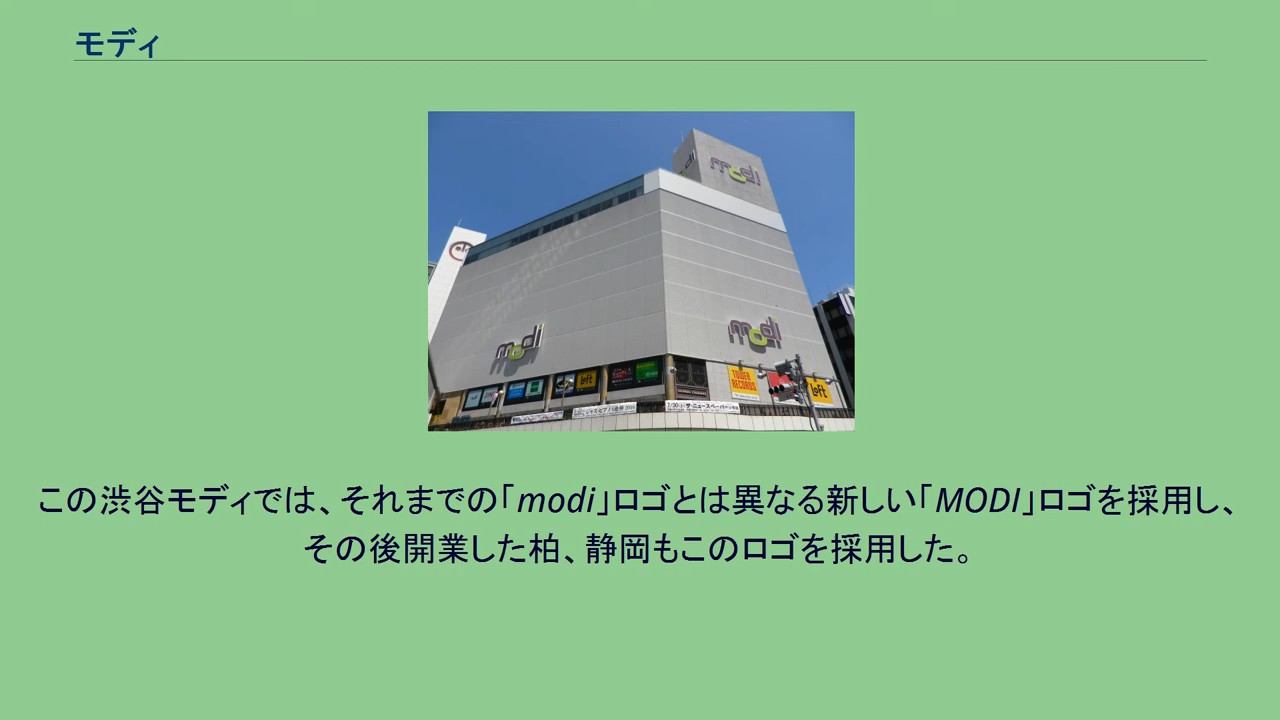 モディ
modi
modi
modi
TOWER
RECORDS
Loft
Loft
この渋谷モディでは、それまでの「modi」ロゴとは異なる新しい「MODI」ロゴを採用し、
その後開業した柏、静岡もこのロゴを採用した。